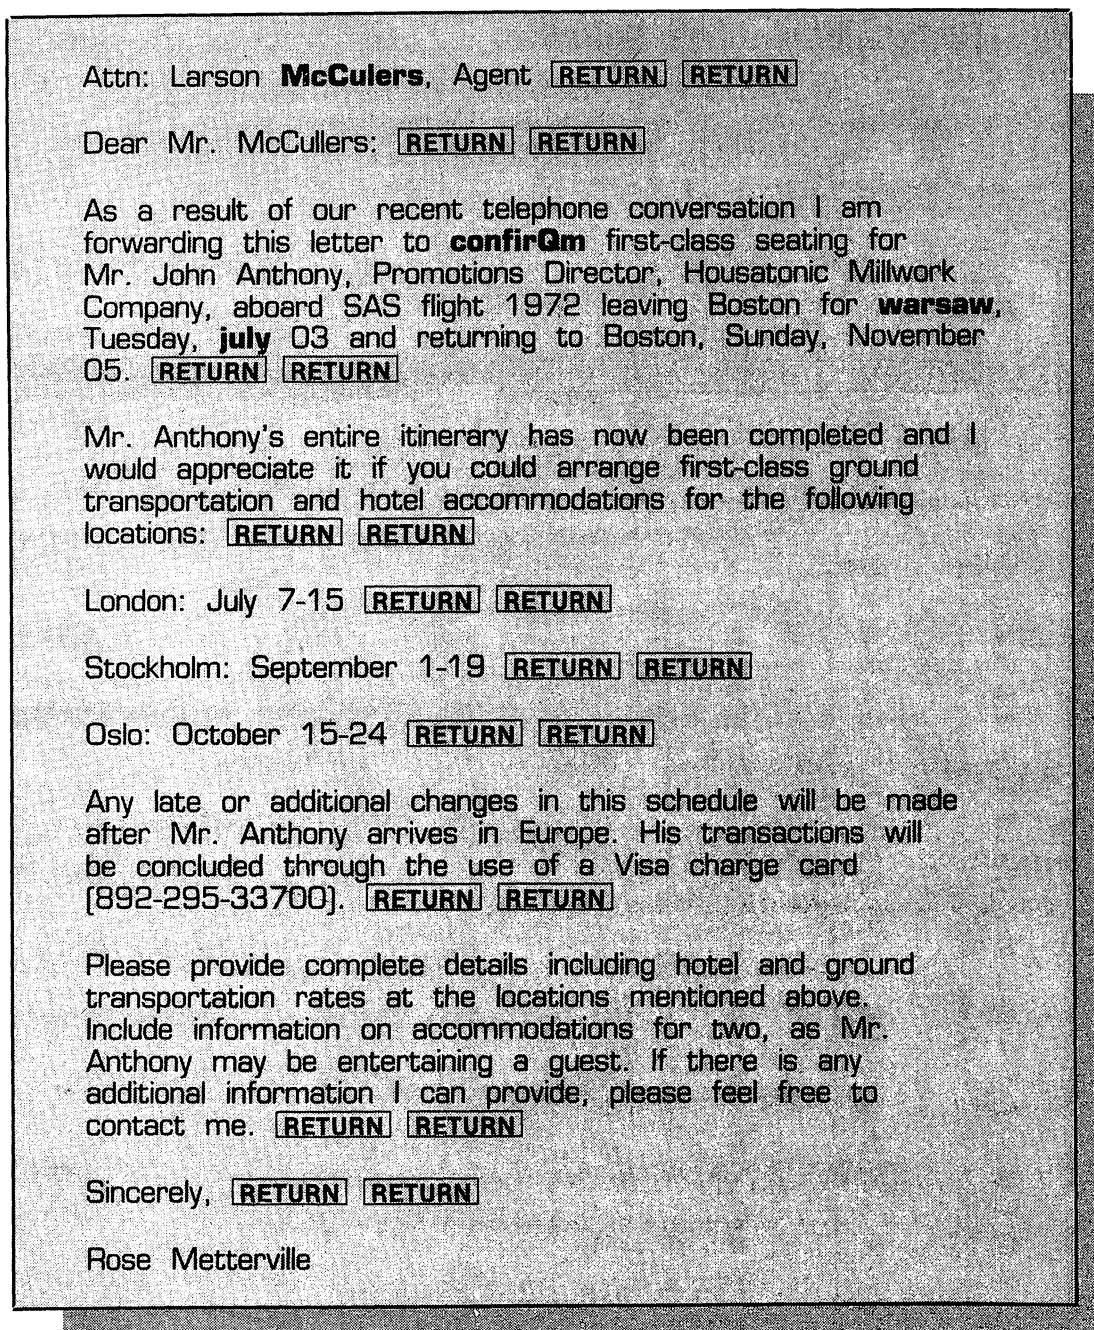 Attn: Larson McCulers, Agent RETURN RETURN
Dear Mr. McCullers: RETURN RETURN
As a result of our recent telephone conversation I am
forwarding this letter to confirQm first-class seating for
Mr. John Anthony, Promotions Director, Housatonic Millwork
Company, aboard SAS flight 1972 leaving Boston for warsaw,
Tuesday, july 03 and returning to Boston, Sunday, November
05. RETURN RETURN
Mr. Anthony's entire itinerary has now been completed and I
would appreciate it if you could arrange first-class ground
transportation and hotel accommodations for the following
locations: RETURN RETURN
London: July 7-15 RETURN RETURN
Stockholm: September 1-19 RETURN RETURN
Oslo: October 15-24 RETURN RETURN
Any late or additional changes in this schedule will be made
after Mr. Anthony arrives in Europe. His transactions will
be concluded through the use of a Visa charge card
(892-295-33700). RETURN RETURN
Please provide complete details including hotel and ground
transportation rates at the locations mentioned above.
Include information on accommodations for two, as Mr.
Anthony may be entertaining a guest. If there is any
additional information I can provide, please feel free to
contact me. RETURN RETURN
Sincerely, RETURN RETURN
Rose Metterville